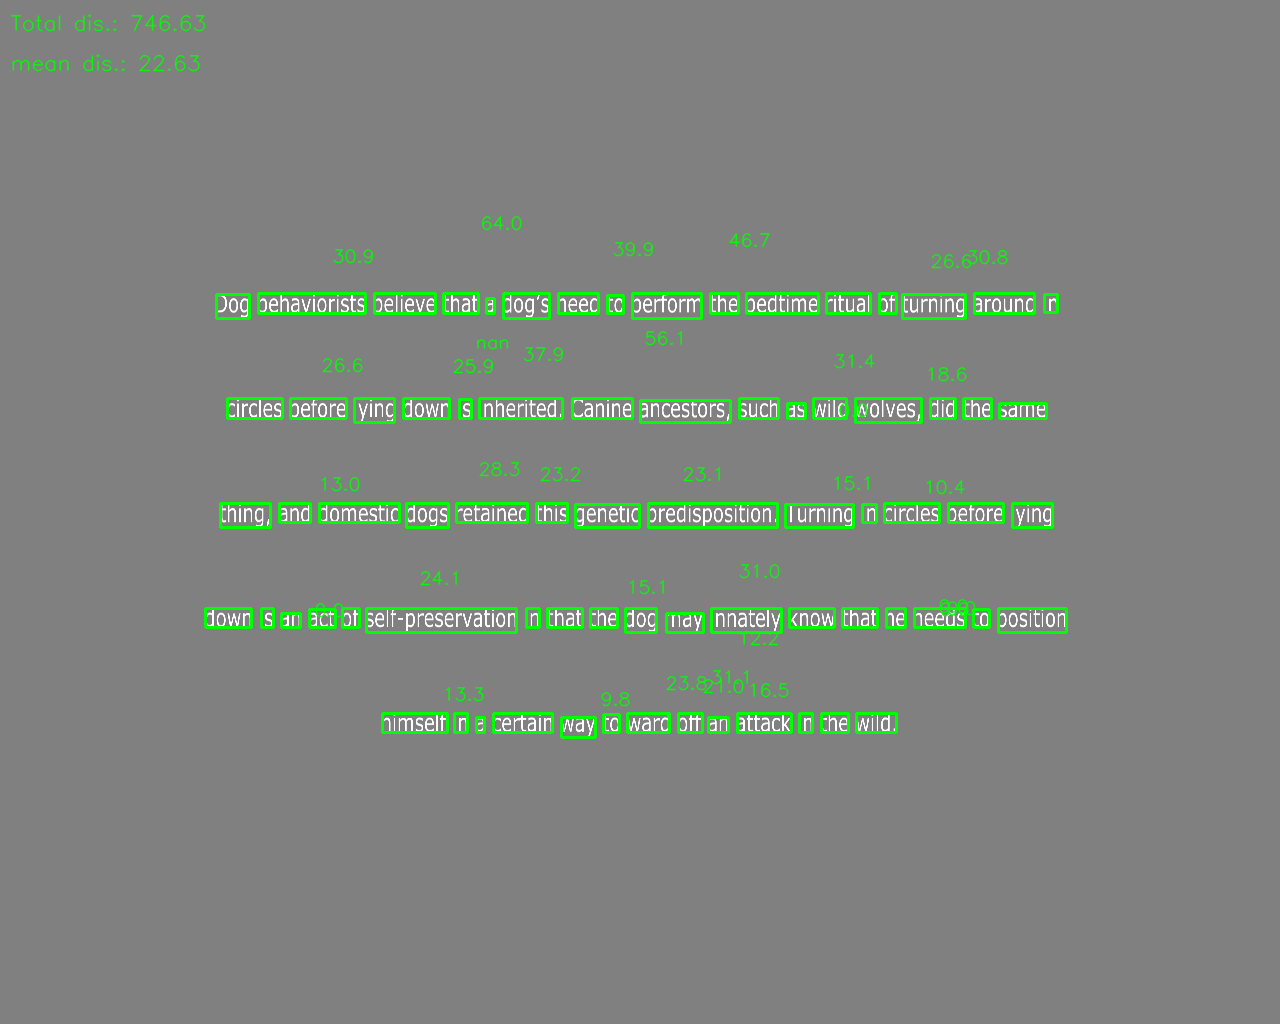 Total dis.: 746.63
mean dis.: 22.63
64.0
30.9 39.9 46.7 26.6 30.8
Dog behaviorists believe that a dog's need to perform the bedtime ritual of turning around in
nan 56.1
26.6 25.9 37.9 31.4 18.6
circles before lying down is inherited. Canine ancestors, such as wild wolves, did the same
13.0 28.3 23.2 23.1 15.1 10.4
thing, and domestic dogs retained this genetic predisposition. Turning in circles before lying
24.1 15.1 31.0
down is an act of self-preservation in that the dog may innately know that he needs to position
12.2
13.3 9.8 23.8 21.6 31.1 16.5
himself in a certain way to ward off an attack in the wild.